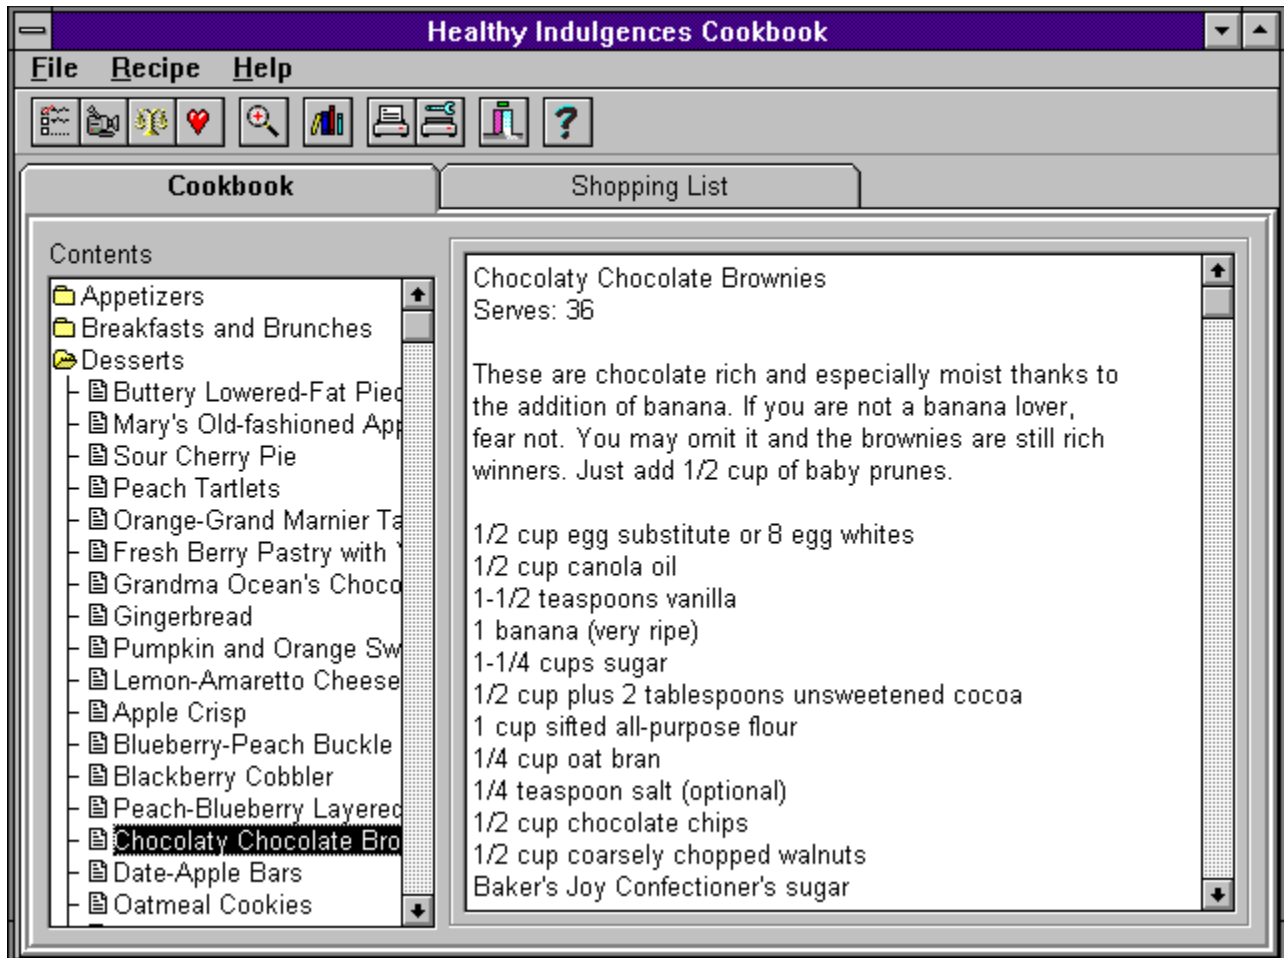 Healthy Indulgences Cookbook
File Recipe Help
Cookbook
Shopping List
Contents
Appetizers
Breakfasts and Brunches
Desserts
Buttery Lowered-Fat Pie
Mary's Old-fashioned
Sour Cherry Pie
Peach Tartlets
Orange-Grand Marnier Ta
Fresh Berry Pastry with
Grandma Ocean's Choco
Gingerbread
Pumpkin and Orange Sw
Lemon-Amaretto Cheese
Apple Crisp
Blueberry-Peach Buckle
Blackberry Cobbler
Peach-Blueberry Layered
Chocolaty Chocolate Bro
Date-Apple Bars
Oatmeal Cookies
Chocolaty Chocolate Brownies
Serves: 36
These are chocolate rich and especially moist thanks to
the addition of banana. If you are not a banana lover,
fear not. You may omit it and the brownies are still rich
winners. Just add 1/2 cup of baby prunes.
1/2 cup egg substitute or 8 egg whites
1/2 cup canola oil
1-1/2 teaspoons vanilla
1 banana (very ripe)
1-1/4 cups sugar
1/2 cup plus 2 tablespoons unsweetened cocoa
1 cup sifted all-purpose flour
1/4 cup oat bran
1/4 teaspoon salt (optional)
1/2 cup chocolate chips
1/2 cup coarsely chopped walnuts
Baker's Joy Confectioner's sugar